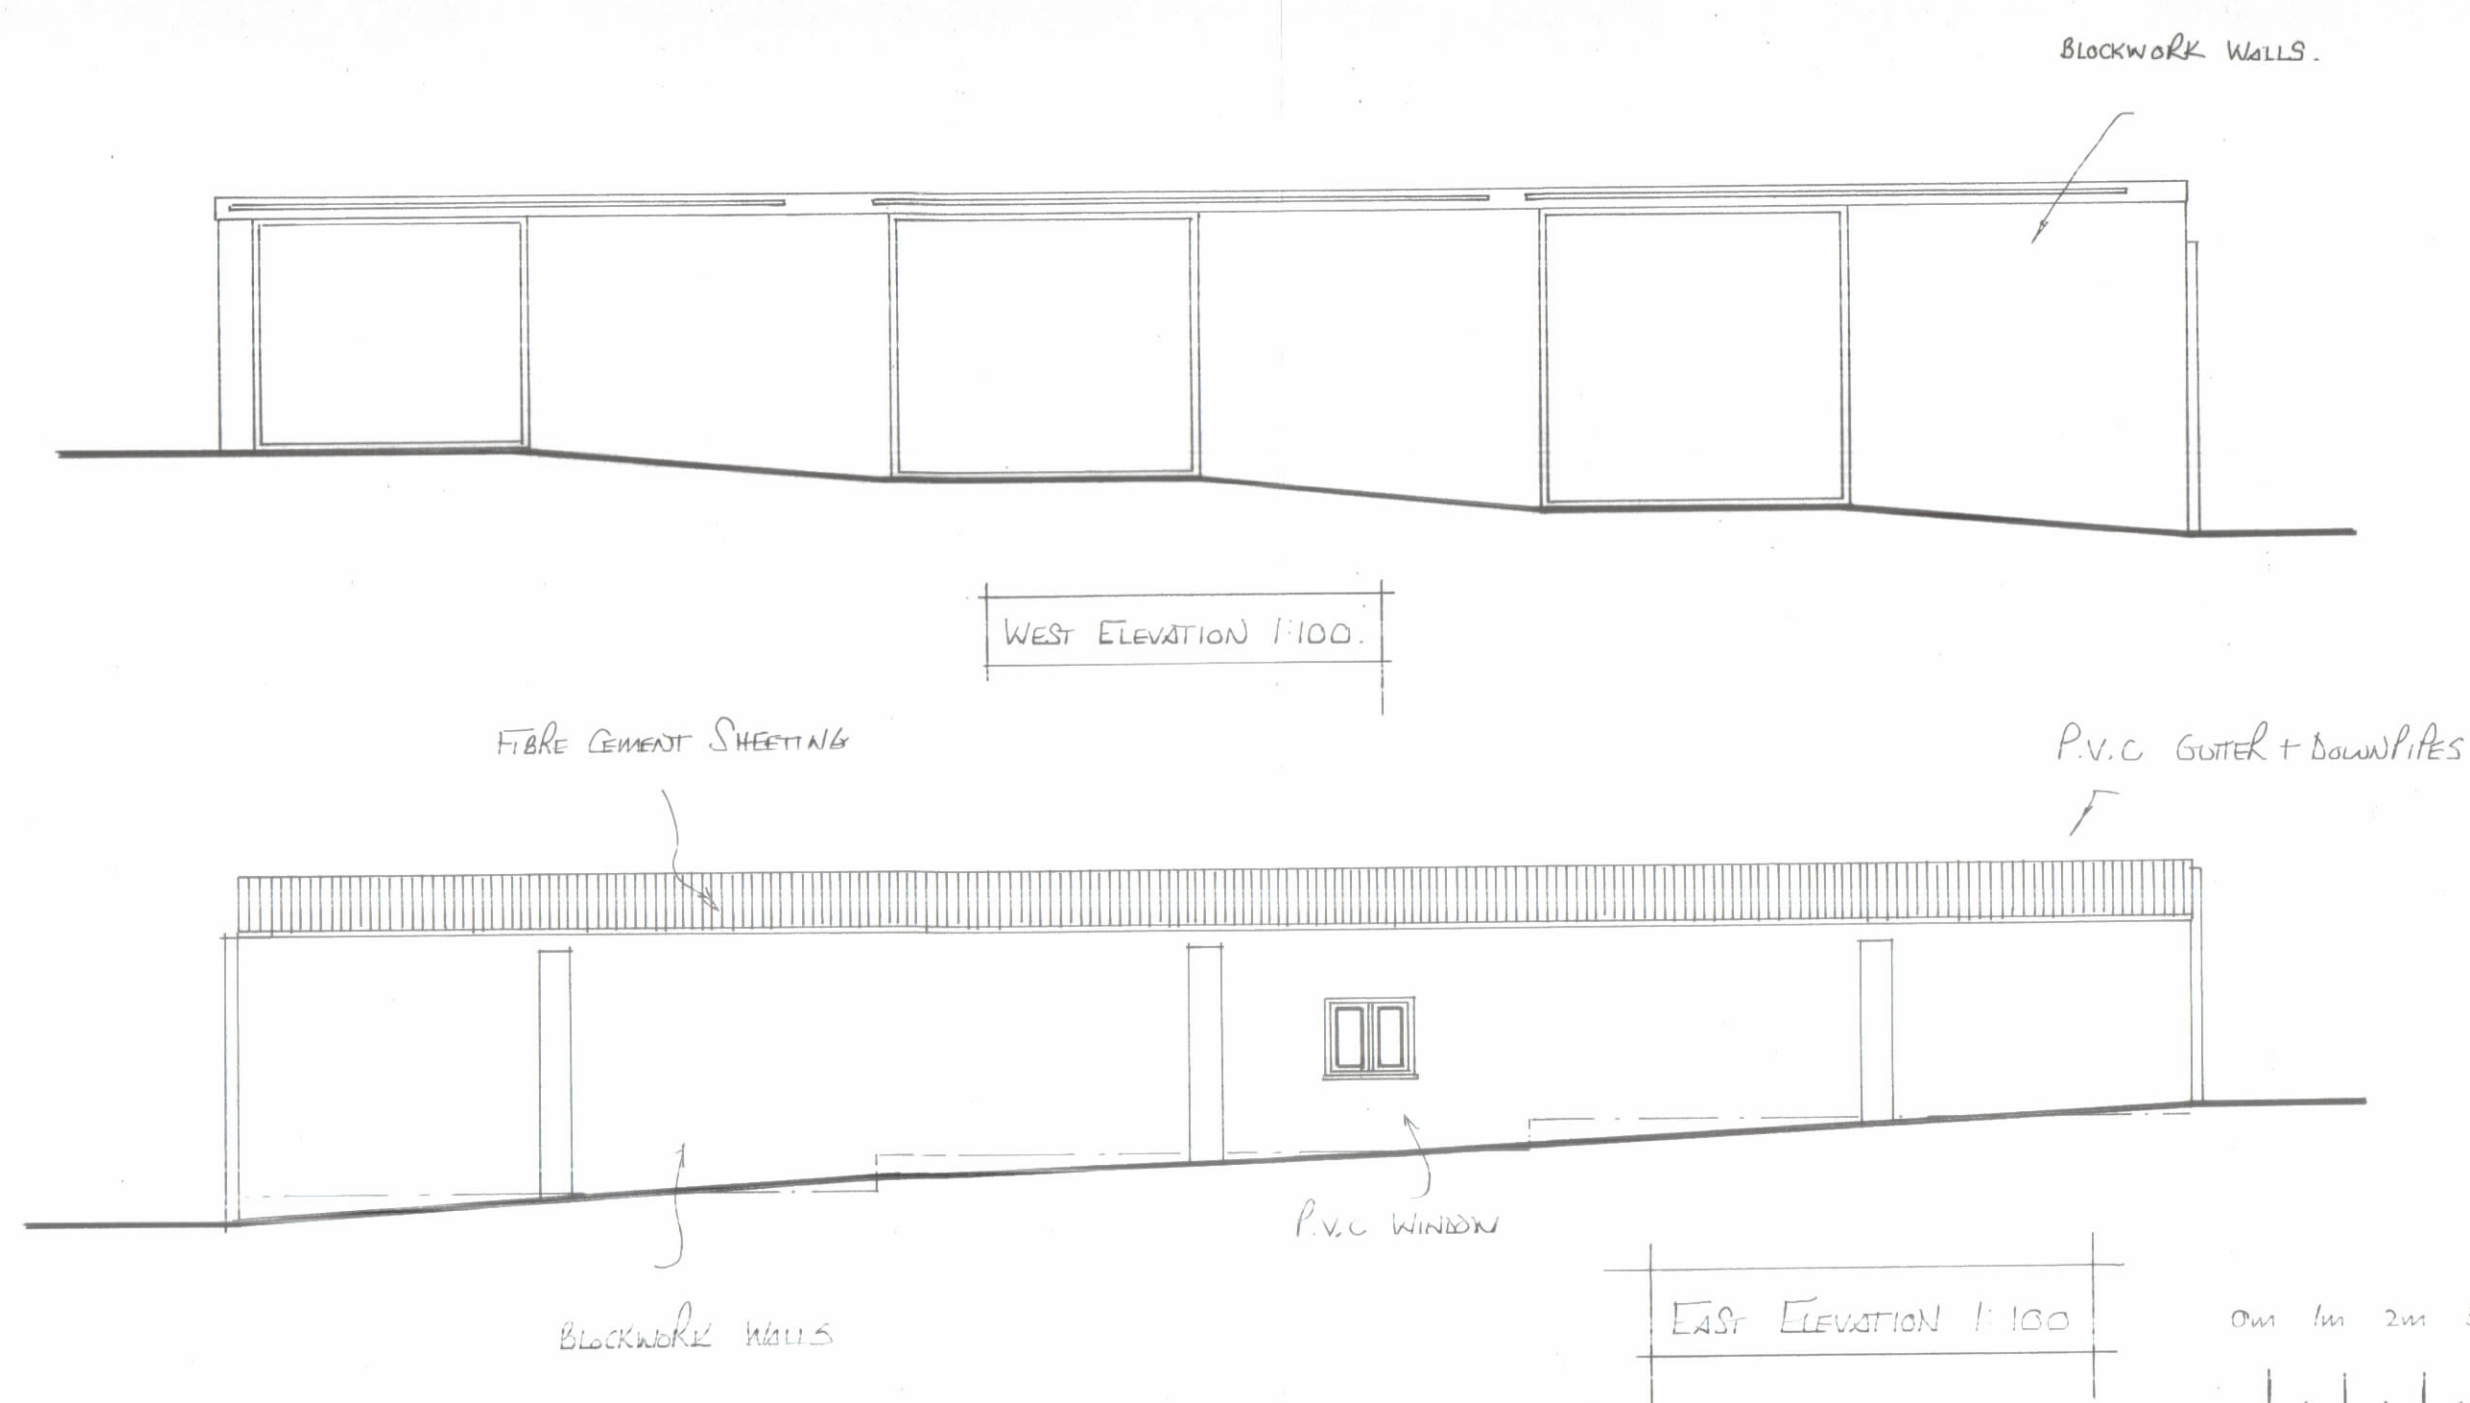 BLOCKWORK WALLS.
WEST ELEVATION 1:100.
FIBRE CEMENT SHEETING
P.V.C GUTTER + DOWNPIPES
P.V.C WINDOW
BLOCKWORK WALLS
EAST ELEVATION 1:100
0m 1m 2m